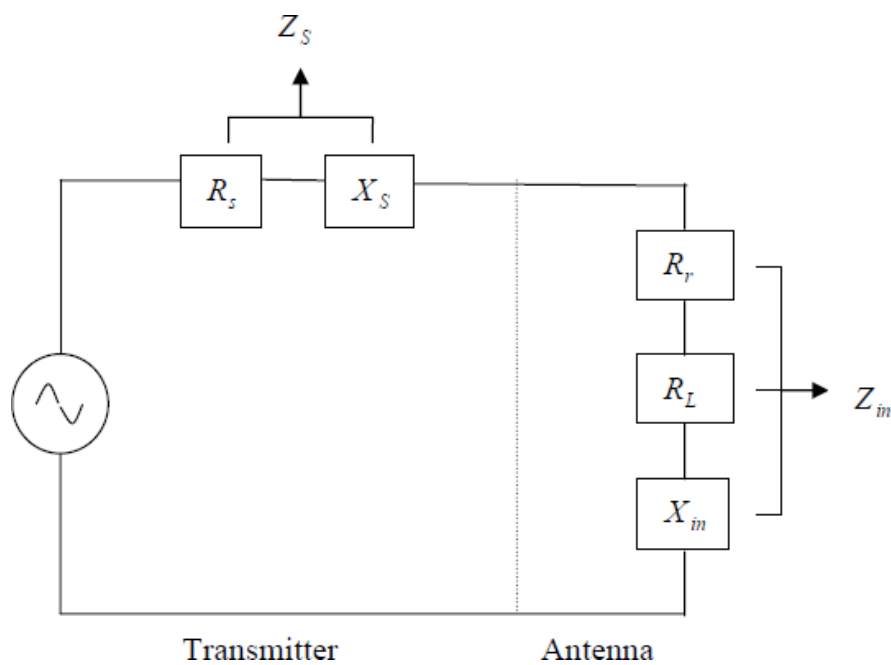 Z_S
R_s
X_S
R_r
R_L
Z_in
X_in
Transmitter
Antenna